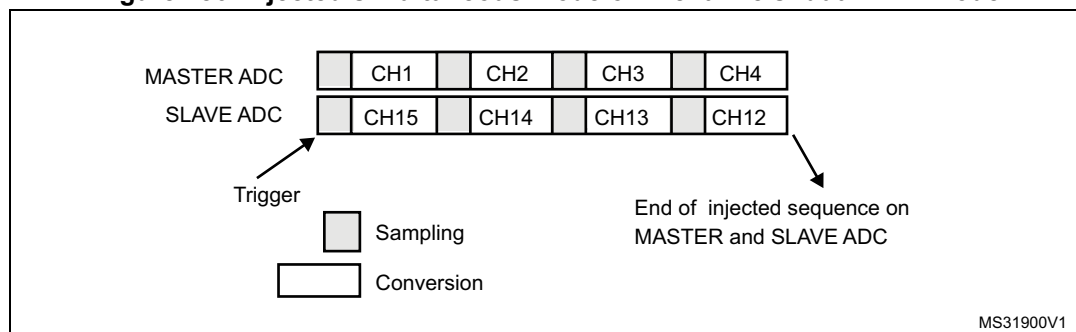 MASTER ADC CH1 CH2 CH3 CH4
SLAVE ADC CH15 CH14 CH13 CH12
Trigger
End of injected sequence on
MASTER and SLAVE ADC
Sampling
Conversion
MS31900V1